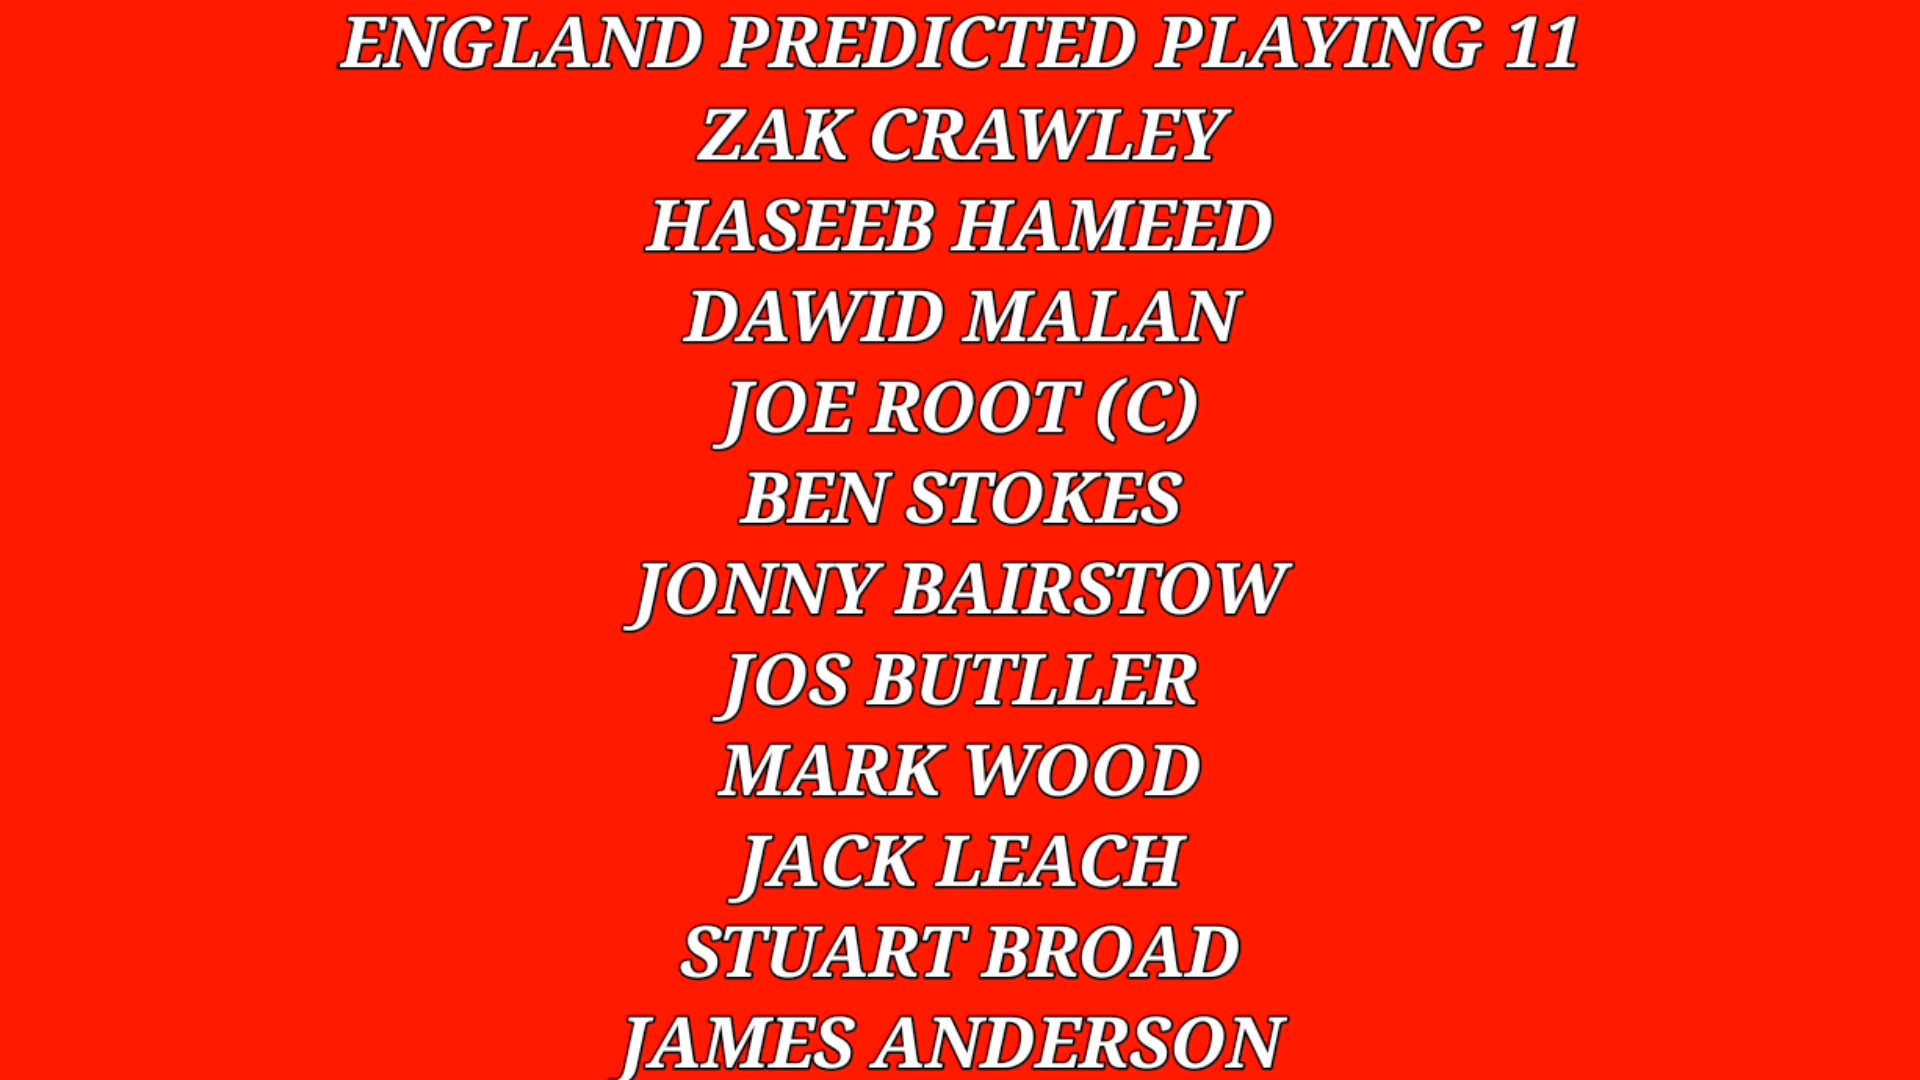 ENGLAND PREDICTED PLAYING 11
ZAK CRAWLEY
HASEEB HAMEED
DAWID MALAN
JOE ROOT (C)
BEN STOKES
JONNY BAIRSTOW
JOS BUTLLER
MARK WOOD
JACK LEACH
STUART BROAD
JAMES ANDERSON